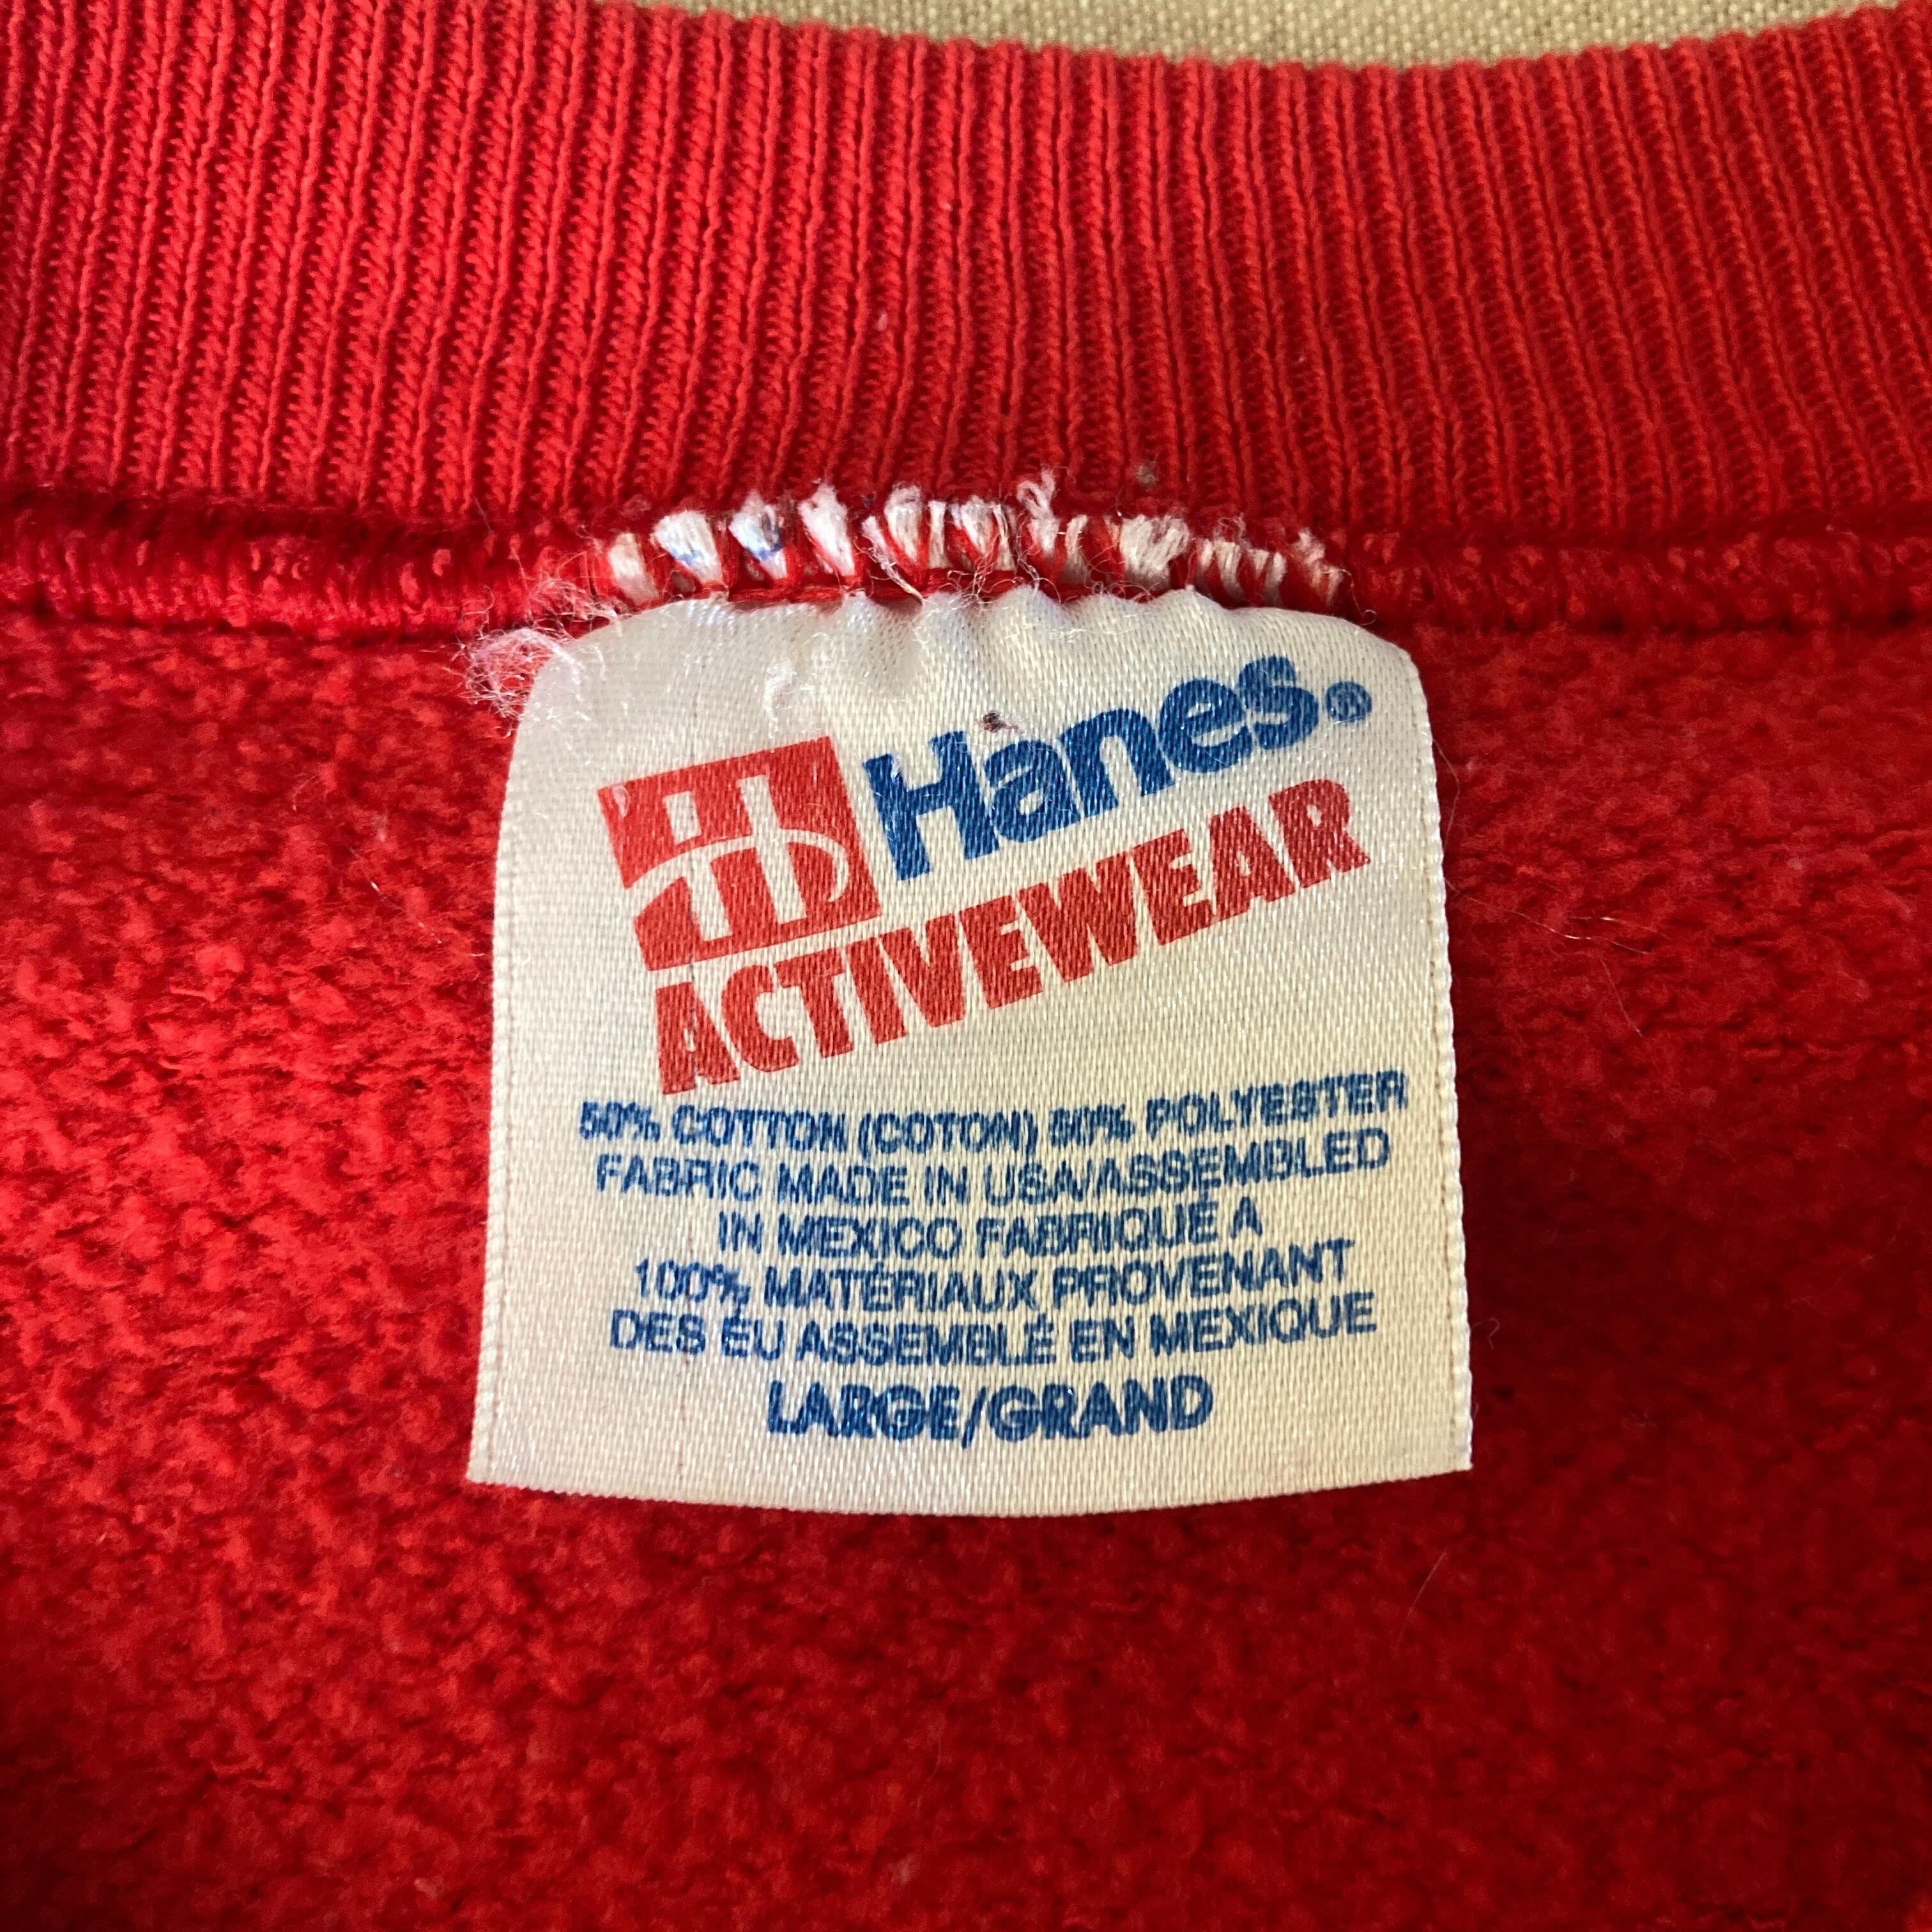 Hanes®
ACTIVEWEAR
50% COTTON (COTON) 50% POLYESTER
FABRIC MADE IN USA/ASSEMBLED
IN MEXICO FABRIQUÉ A
100% MATÉRIAUX PROVENANT
DES ÉU ASSEMBLÉ EN MEXIQUE
LARGE/GRAND